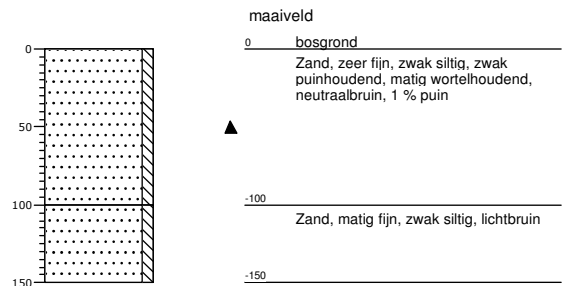 maaiveld
0
0
bosgrond
Zand, zeer fijn, zwak siltig, zwak
puinhoudend, matig wortelhoudend,
neutraalbruin, 1 % puin
50
100
-100
Zand, matig fijn, zwak siltig, lichtbruin
150
-150